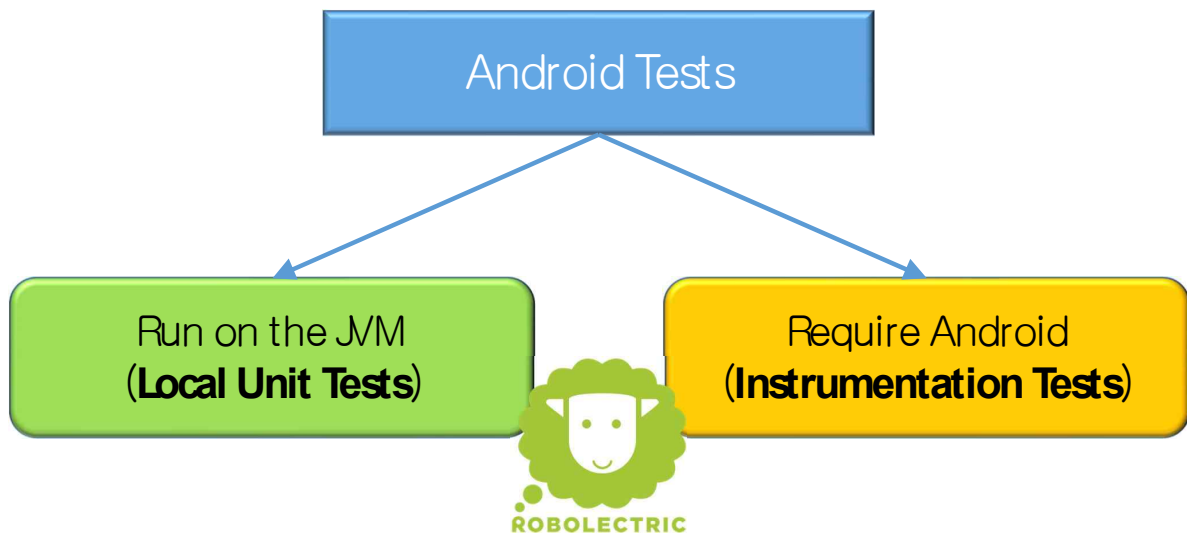 Android Tests
Run on the JVM
(Local Unit Tests)
Require Android
(Instrumentation Tests)
ROBOLECTRIC